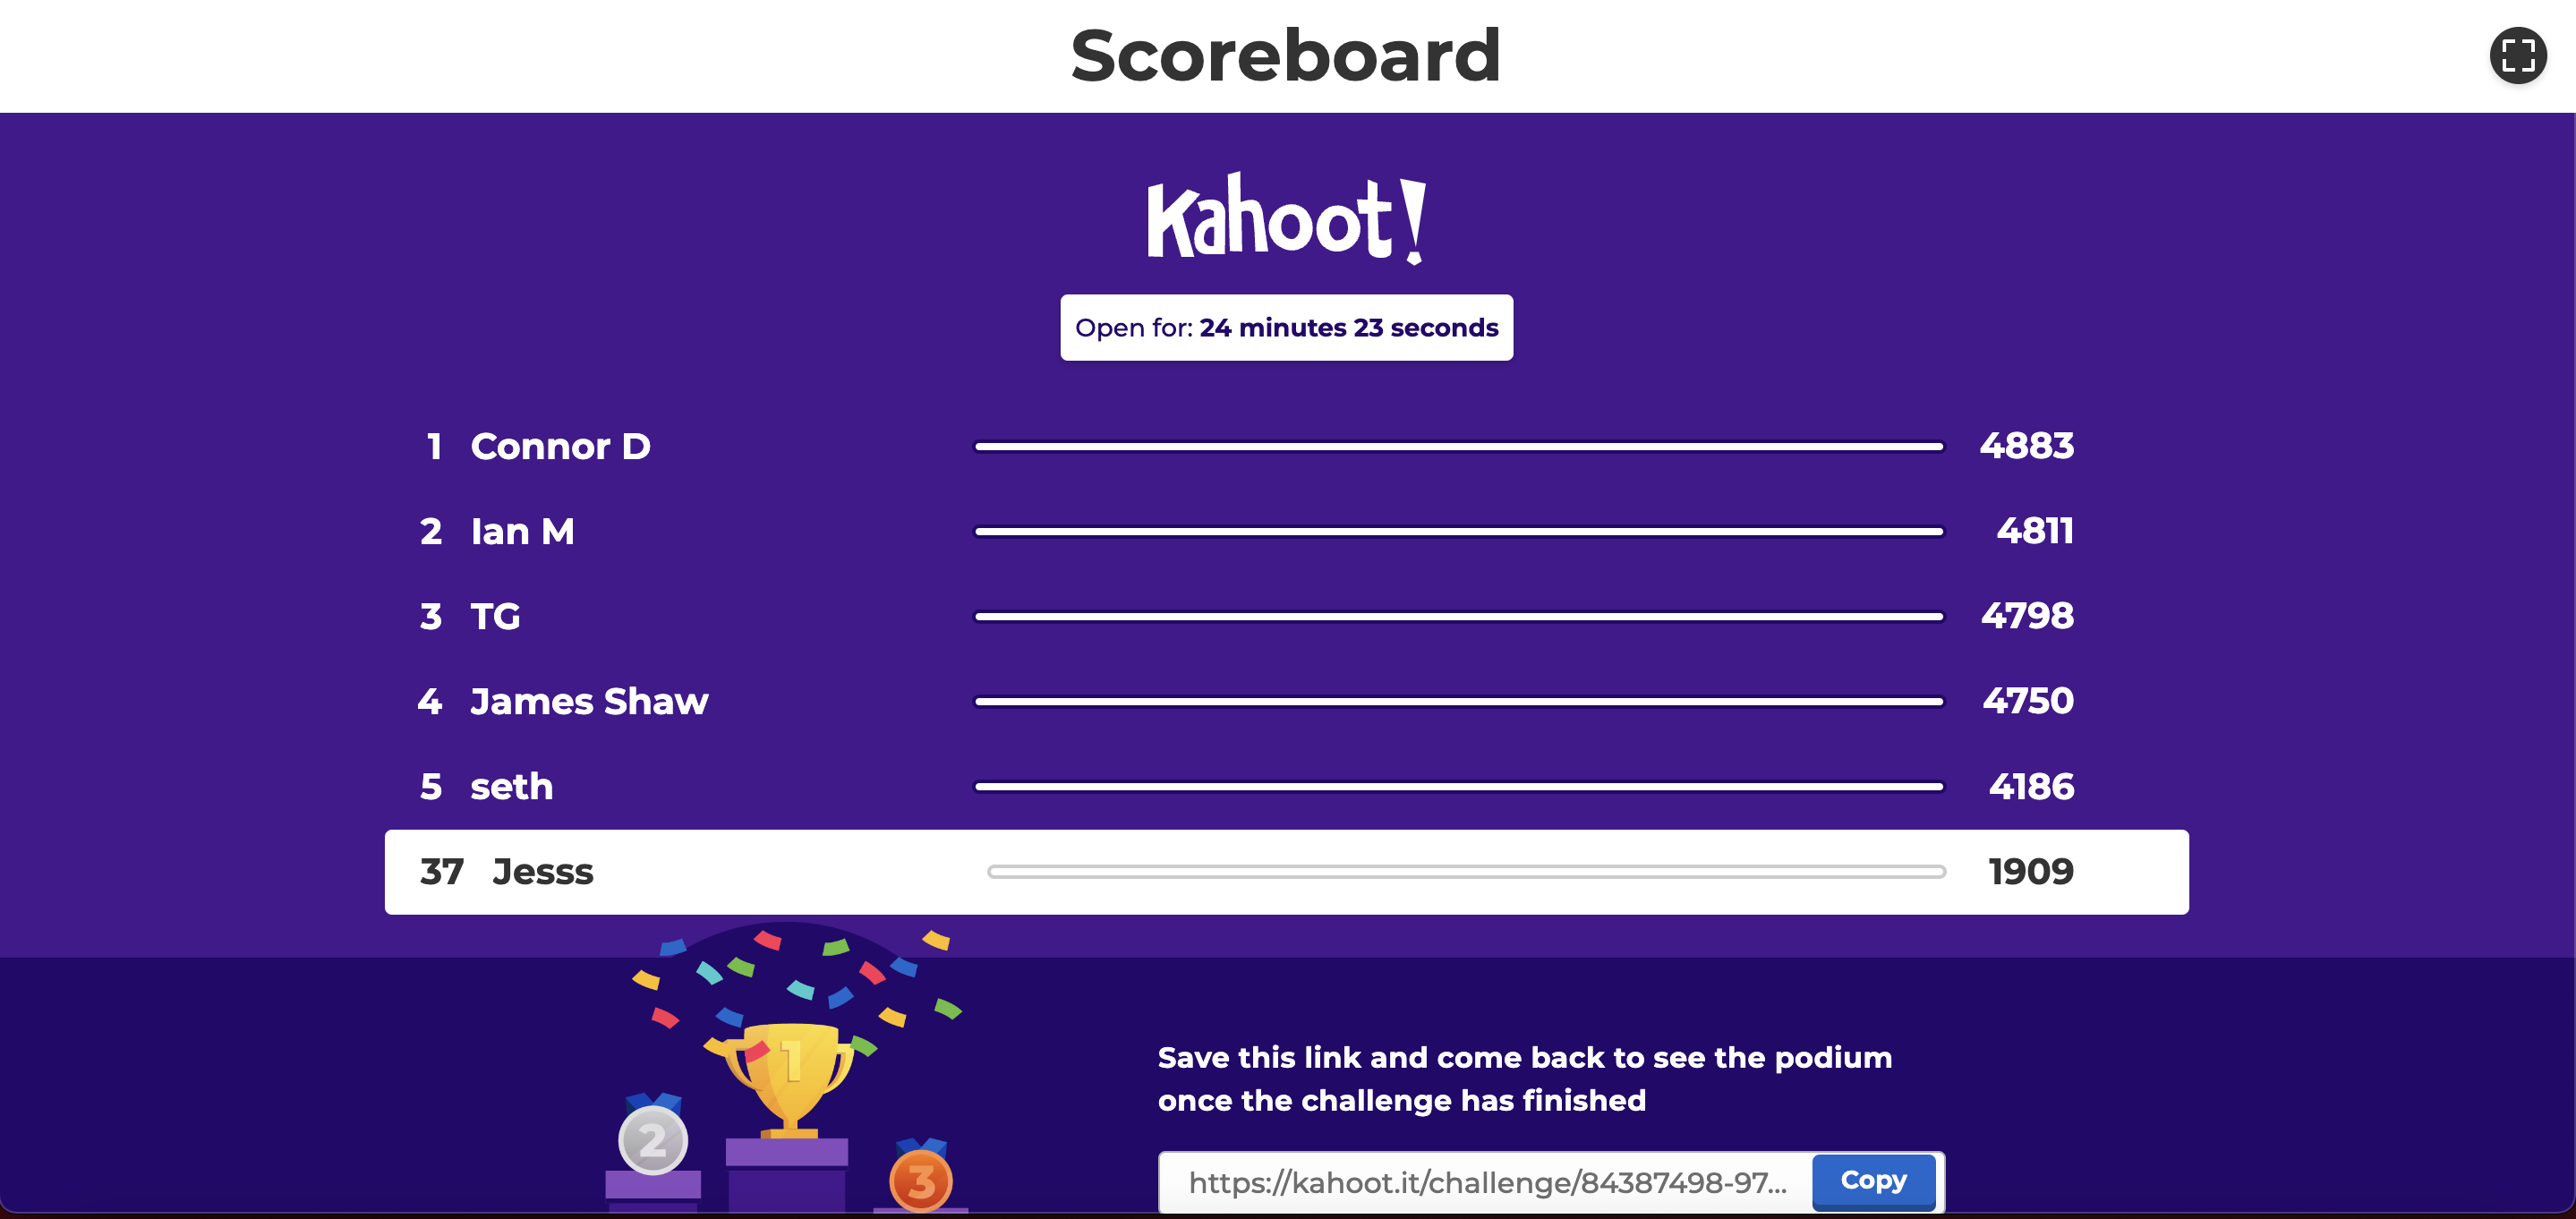 Scoreboard
Kahoot!
Open for: 24 minutes 23 seconds
1 Connor D 4883
2 Ian M 4811
3 TG 4798
4 James Shaw 4750
5 seth 4186
37 Jesss 1909
1
2
3
Save this link and come back to see the podium
once the challenge has finished
https://kahoot.it/challenge/84387498-97... Copy